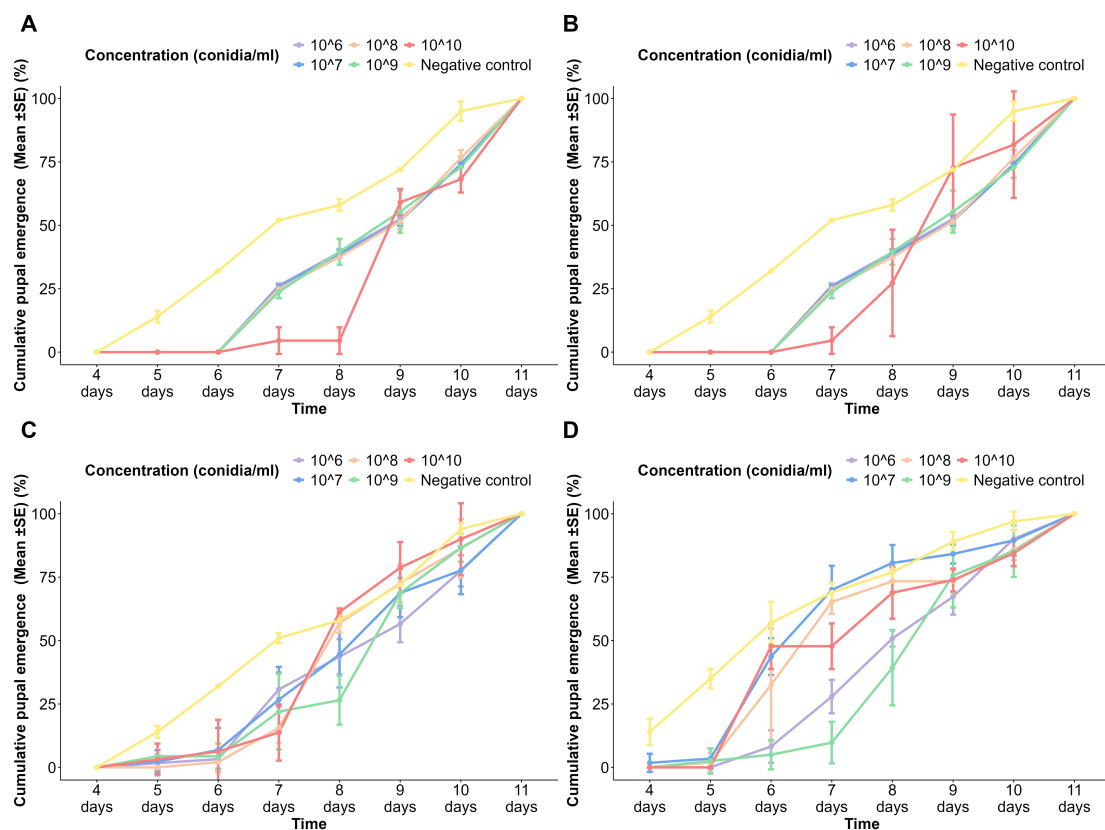 A
Concentration (conidia/ml) 10^6 10^8 10^10
10^7 10^9 Negative control
Cumulative pupal emergence (Mean ±SE) (%)
100
75
50
25
0
4 5 6 7 8 9 10 11
days days days days days days days days
Time
B
Concentration (conidia/ml) 10^6 10^8 10^10
10^7 10^9 Negative control
Cumulative pupal emergence (Mean ±SE) (%)
100
75
50
25
0
4 5 6 7 8 9 10 11
days days days days days days days days
Time
C
Concentration (conidia/ml) 10^6 10^8 10^10
10^7 10^9 Negative control
Cumulative pupal emergence (Mean ±SE) (%)
100
75
50
25
0
4 5 6 7 8 9 10 11
days days days days days days days days
Time
D
Concentration (conidia/ml) 10^6 10^8 10^10
10^7 10^9 Negative control
Cumulative pupal emergence (Mean ±SE) (%)
100
75
50
25
0
4 5 6 7 8 9 10 11
days days days days days days days days
Time